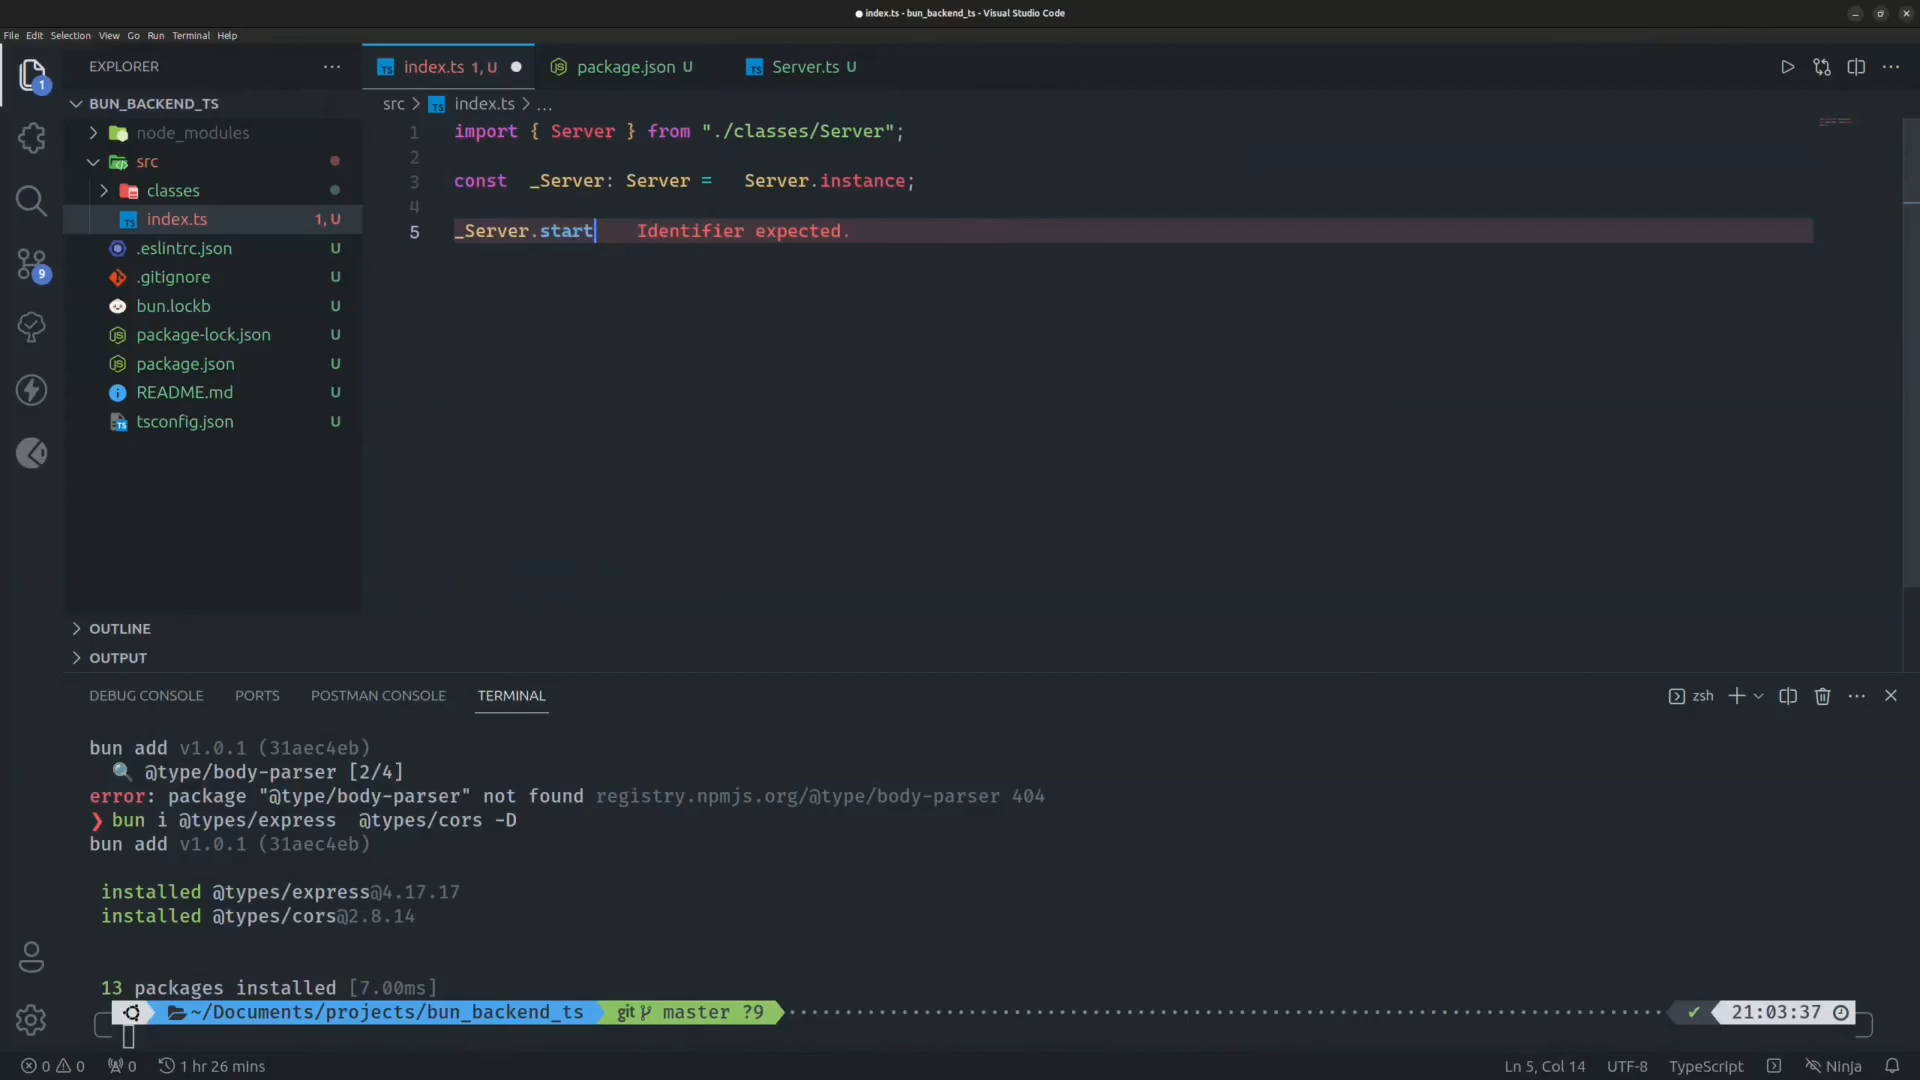 index.ts - bun_backend_ts - Visual Studio Code
File Edit Selection View Go Run Terminal Help
EXPLORER
index.ts 1, U
package.json U
Server.ts U
BUN_BACKEND_TS
node_modules
src
classes
index.ts 1, U
.eslintrc.json U
.gitignore U
bun.lockb U
package-lock.json U
package.json U
README.md U
tsconfig.json U
OUTLINE
OUTPUT
1
9
src > index.ts > ...
1 import { Server } from "./classes/Server";
2
3 const _Server: Server = Server.instance;
4
5 _Server.start Identifier expected.
DEBUG CONSOLE PORTS POSTMAN CONSOLE TERMINAL
zsh
bun add v1.0.1 (31aec4eb)
@type/body-parser [2/4]
error: package "@type/body-parser" not found registry.npmjs.org/@type/body-parser 404
❯ bun i @types/express @types/cors -D
bun add v1.0.1 (31aec4eb)
installed @types/express@4.17.17
installed @types/cors@2.8.14
13 packages installed [7.00ms]
~/Documents/projects/bun_backend_ts git master ?9 ✔ 21:03:37
0 0 0 1 hr 26 mins Ln 5, Col 14 UTF-8 TypeScript Ninja